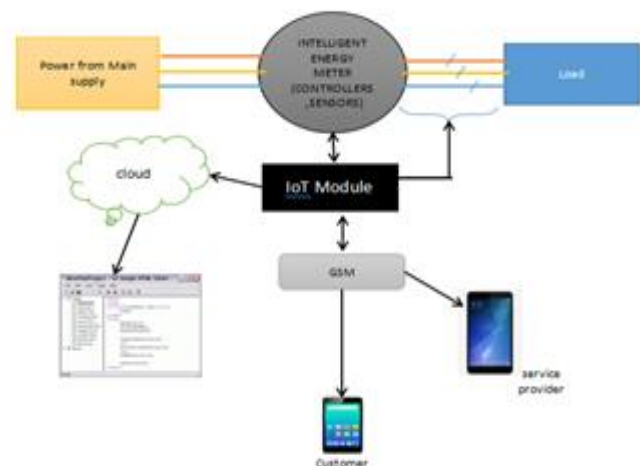 Power from Main
supply
INTELLIGENT
ENERGY
METER
(CONTROLLERS
,SENSORS)
Load
cloud
IoT Module
GSM
service
provider
Customer